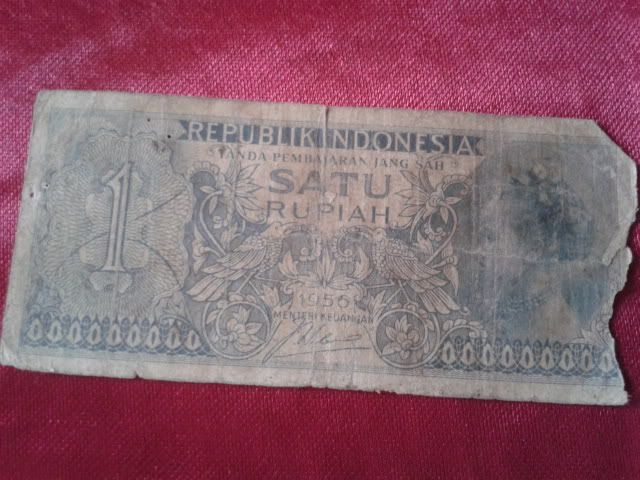 REPUBLIK INDONESIA
TANDA PEMBAJARAN JANG SAH
1
SATU
RUPIAH
1956
MENTERI KEUANGAN